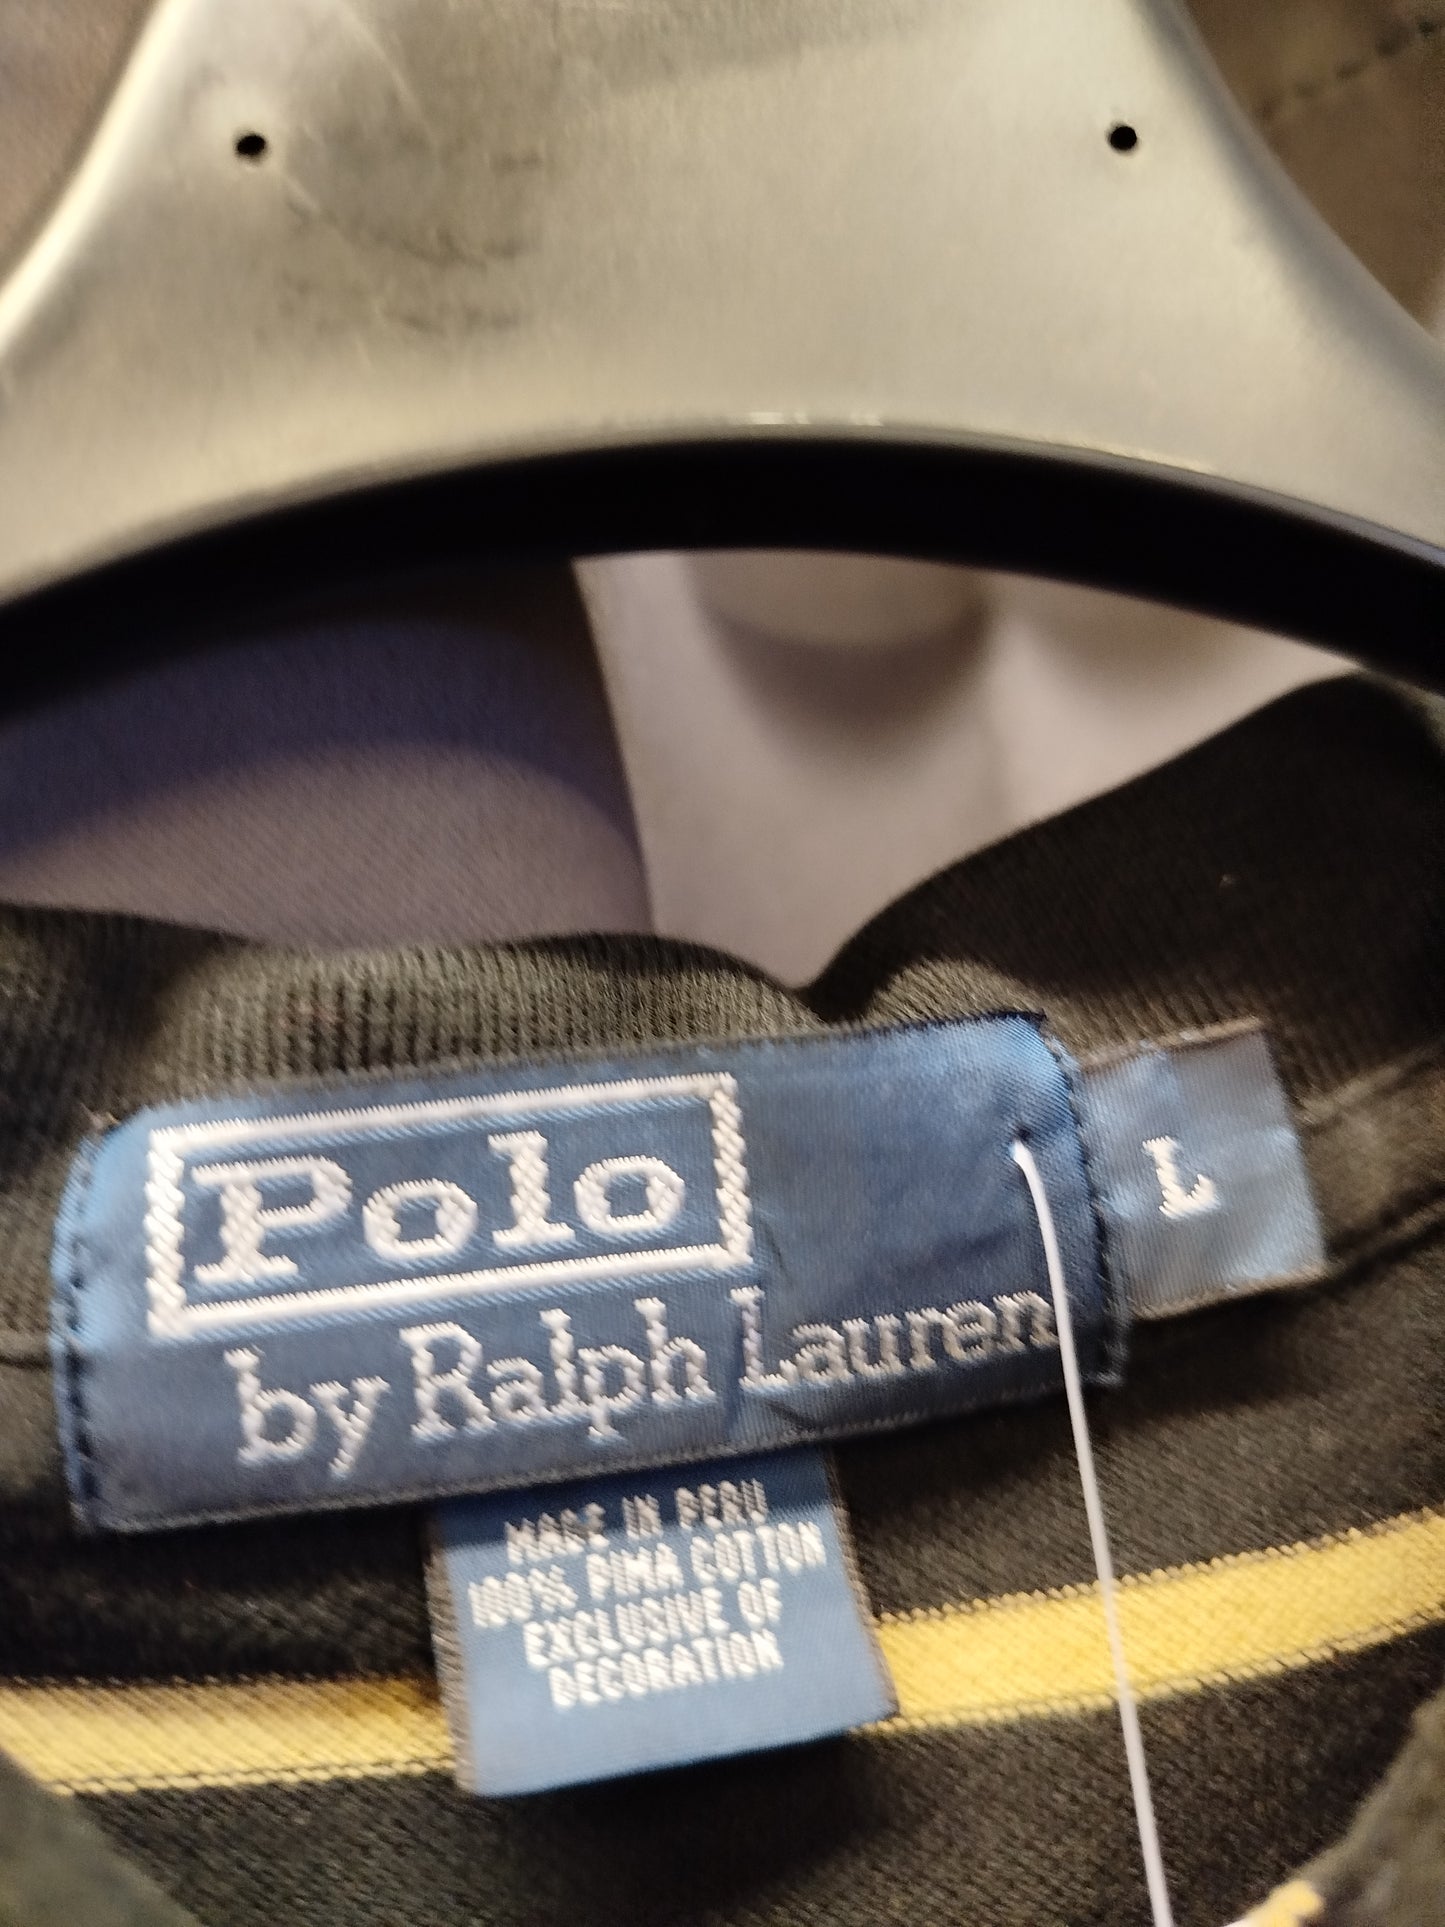 Polo
by Ralph Lauren
L
MADE IN PERU
100% PIMA COTTON
EXCLUSIVE OF
DECORATION